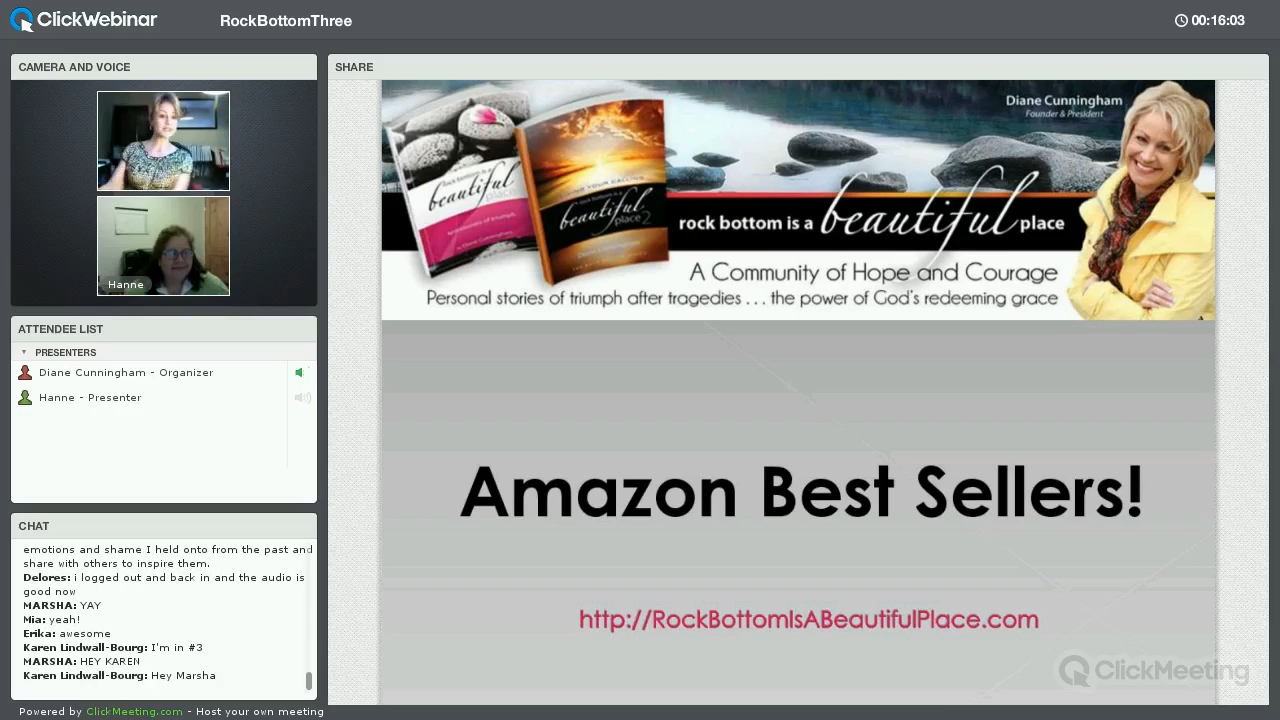 ClickWebinar
RockBottomThree
00:16:03
CAMERA AND VOICE
Hanne
ATTENDEE LIST
PRESENTERS
Diane Cunningham - Organizer
Hanne - Presenter
CHAT
emotions and shame I held onto from the past and
share with others to inspire them.
Delores: I logged out and back in and the audio is
good now
MARSHA: YAY
Mia: yeah!
Erika: awesome
Karen Lindwall-Bourg: I'm in #3
MARSHA: HEY KAREN
Karen Lindwall-Bourg: Hey Marsha
Powered by ClickMeeting.com - Host your own meeting
SHARE
Diane Cunningham
Founder & President
beautiful
beautiful
place2
rock bottom is a beautiful place
A Community of Hope and Courage
Personal stories of triumph after tragedies . . . the power of God's redeeming grace
Amazon Best Sellers!
http://RockBottomIsABeautifulPlace.com
ClickMeeting